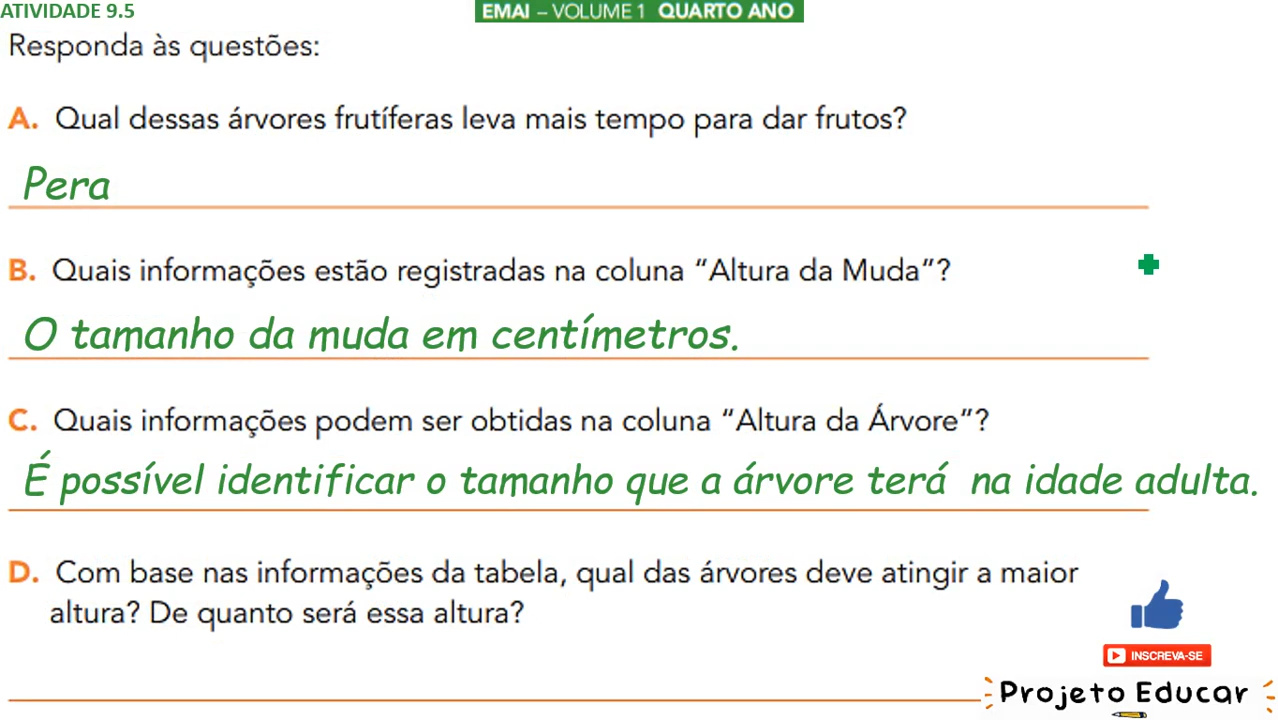 ATIVIDADE 9.5
EMAI – VOLUME 1 QUARTO ANO
Responda às questões:
A. Qual dessas árvores frutíferas leva mais tempo para dar frutos?
Pera
B. Quais informações estão registradas na coluna “Altura da Muda”?
O tamanho da muda em centímetros.
C. Quais informações podem ser obtidas na coluna “Altura da Árvore”?
É possível identificar o tamanho que a árvore terá na idade adulta.
D. Com base nas informações da tabela, qual das árvores deve atingir a maior
altura? De quanto será essa altura?
INSCREVA-SE
Projeto Educar